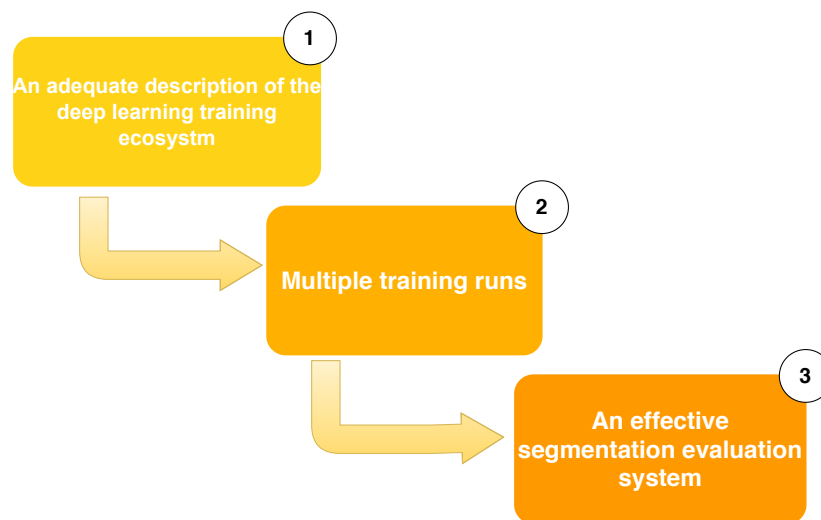 1
An adequate description of the
deep learning training
ecosystm
2
Multiple training runs
3
An effective
segmentation evaluation
system